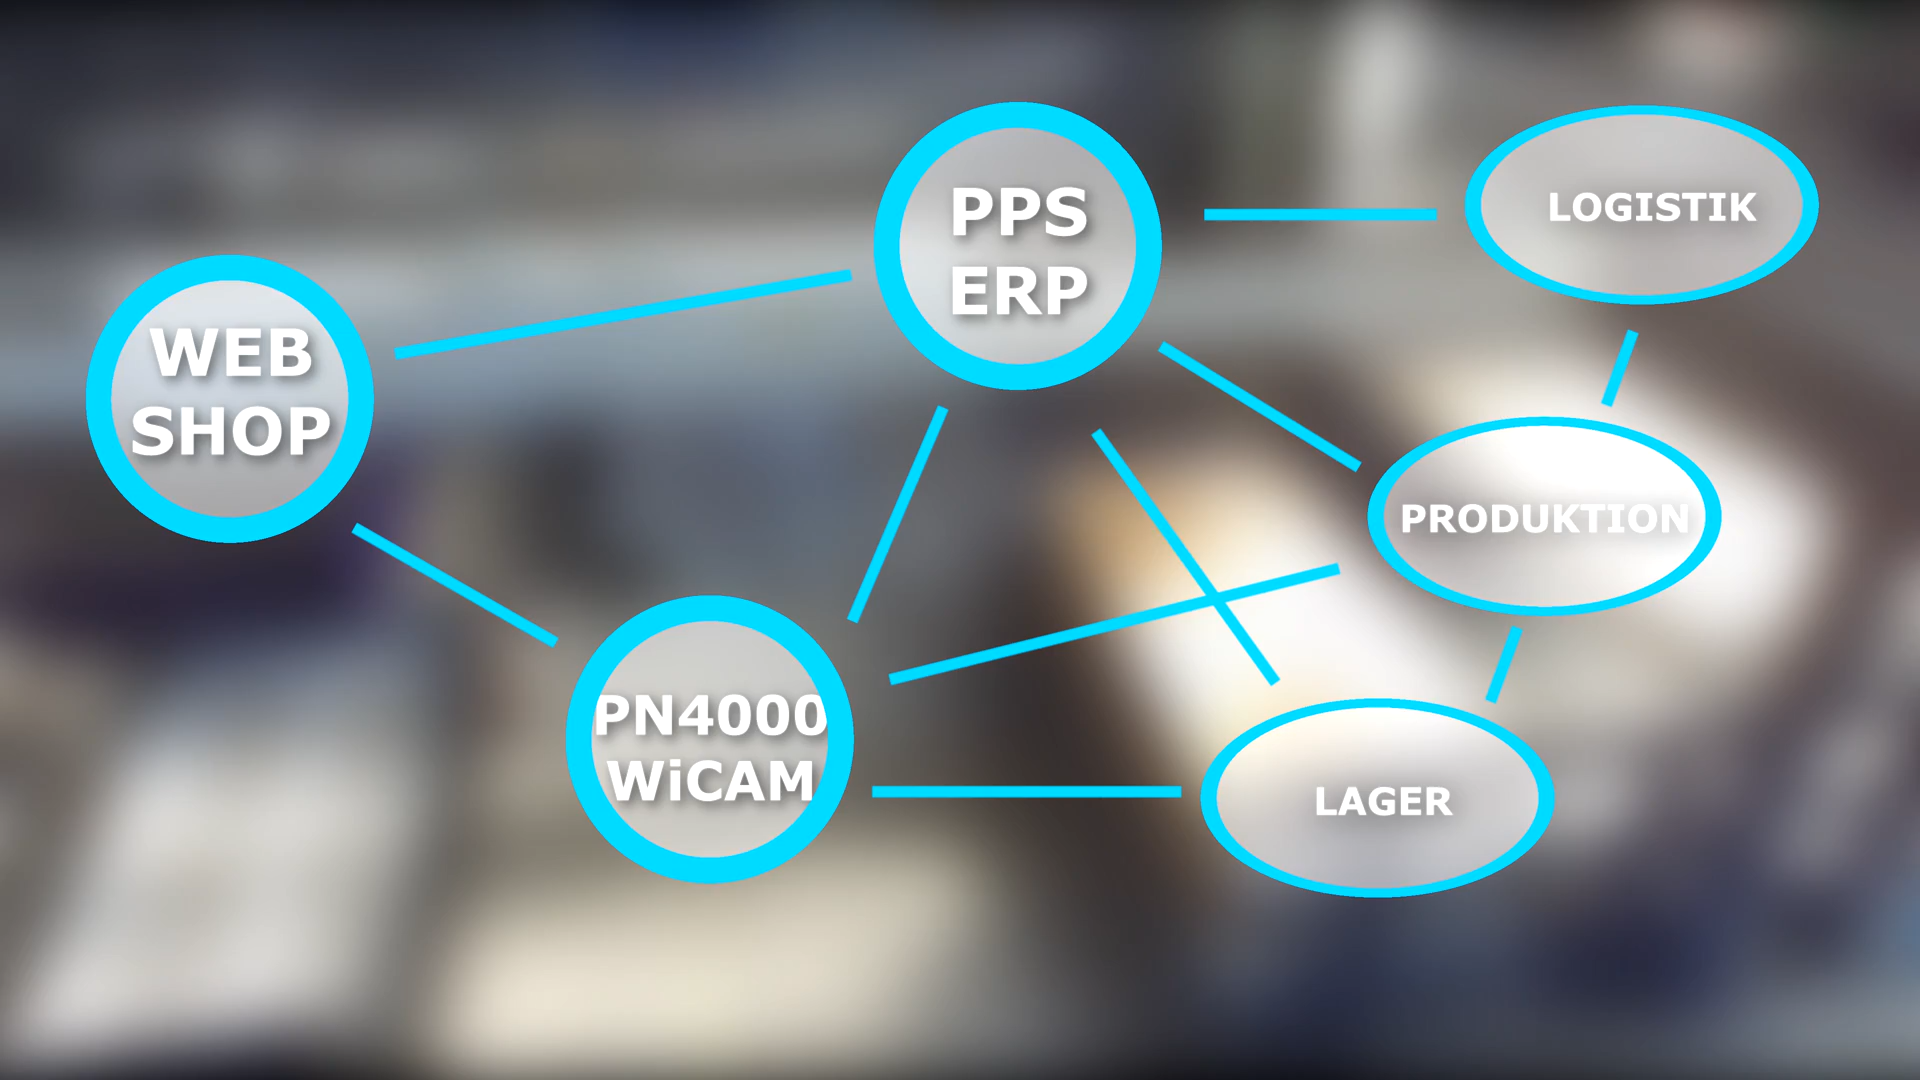 WEB
SHOP
PPS
ERP
PN4000
WiCAM
LOGISTIK
PRODUKTION
LAGER